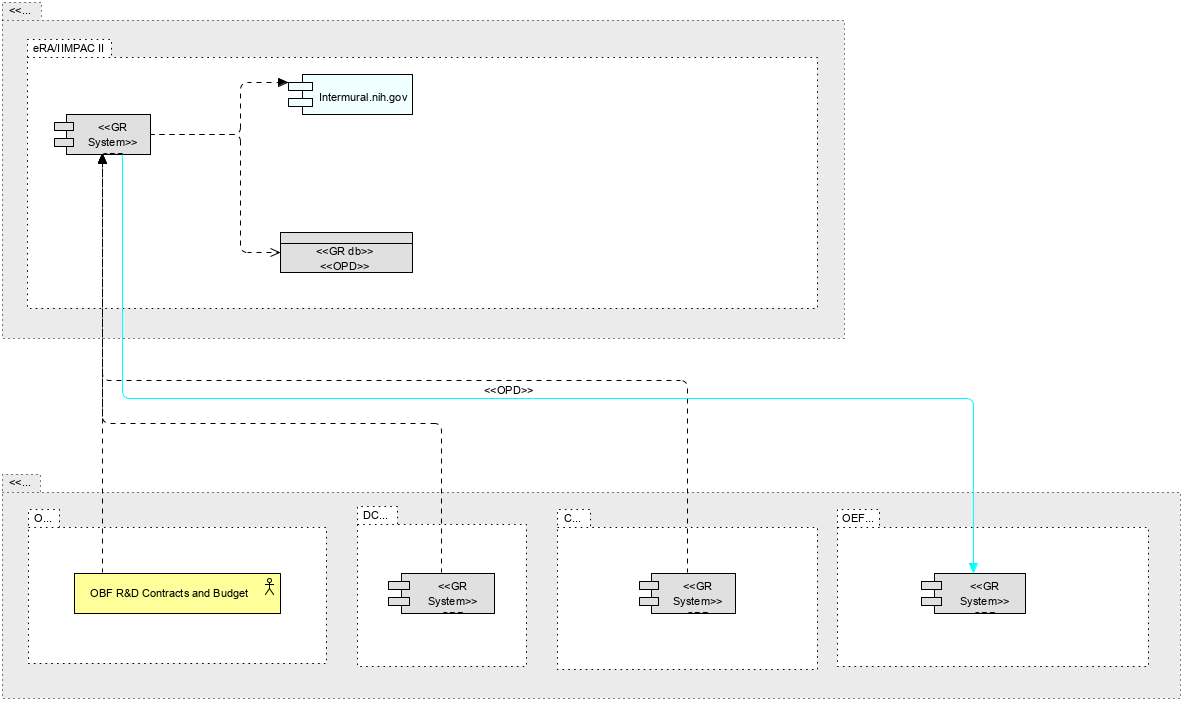 <<...
eRA/IIMPAC II
Intermural.nih.gov
<<GR
System>>
<<GR db>>
<<OPD>>
<<OPD>>
<<...
O...
DC...
C...
OEF...
OBF R&D Contracts and Budget
<<GR
System>>
<<GR
System>>
<<GR
System>>